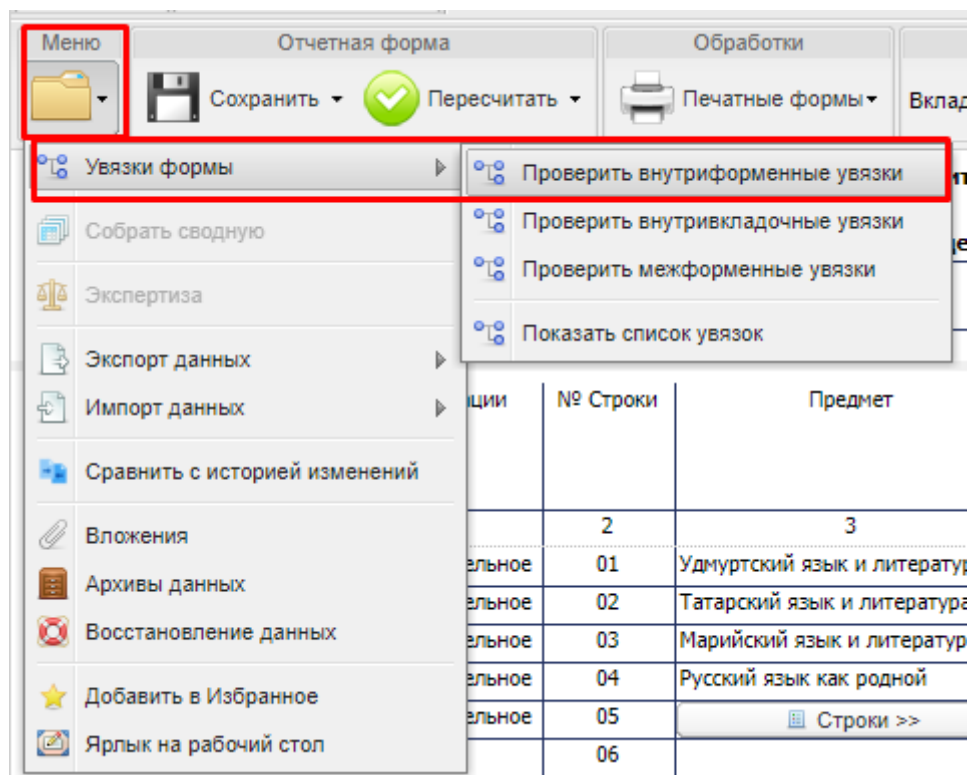 Меню Отчетная форма Обработки
Сохранить Пересчитать Печатные формы
Увязки формы
Проверить внутриформенные увязки
Собрать сводную
Проверить внутривкладочные увязки
Экспертиза
Проверить межформенные увязки
Экспорт данных
Показать список увязок
Импорт данных № Строки Предмет
Сравнить с историей изменений
2 3
Вложения
01 Удмуртский язык и
Архивы данных
02 Татарский язык и литература
Восстановление данных
03 Марийский язык и
04 Русский язык как родной
Добавить в Избранное
05 Строки >>
Ярлык на рабочий стол
06